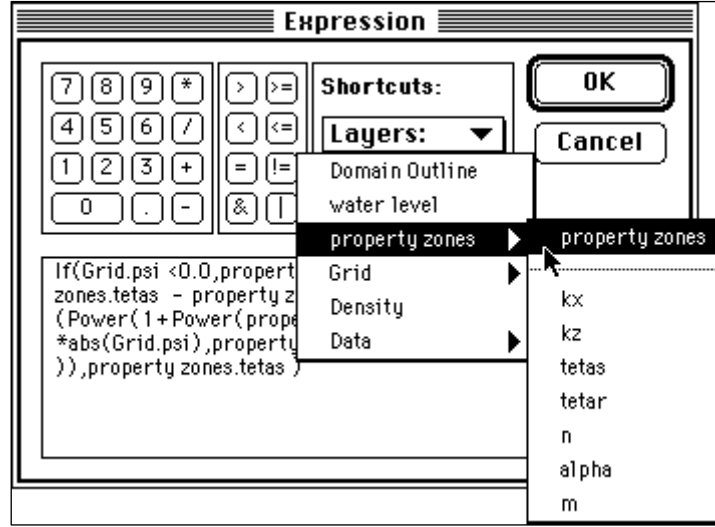 Expression
7 8 9 * > >= Shortcuts: OK
4 5 6 / < <= Layers: Cancel
1 2 3 + = !=
0 . - & |
Domain Outline
water level
property zones
Grid
Density
Data
property zones
kx
kz
tetas
tetar
n
alpha
m
If(Grid.psi <0.0,propert
zones.tetas - property z
(Power(1+Power(prope
*abs(Grid.psi),property
)),property zones.tetas )